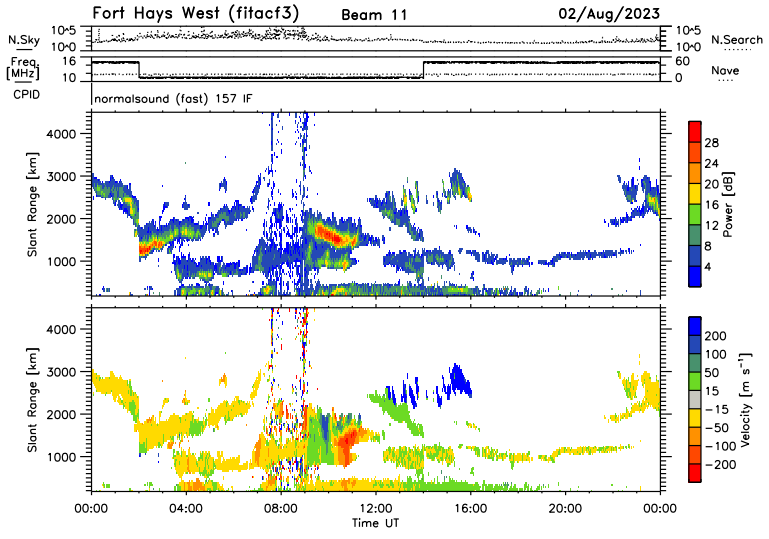 Fort Hays West (fitacf3) Beam 11 02/Aug/2023
N.Sky 10^5 10^0 10^5 10^0 N.Search
Freq. [MHz] 16 10 60 0 Nave
CPID normalsound (fast) 157 IF
Slant Range [km]
4000
3000
2000
1000
28
24
20
16
12
8
4
Power [dB]
Slant Range [km]
4000
3000
2000
1000
200
100
50
15
−15
−50
−100
−200
Velocity [m s⁻¹]
00:00 04:00 08:00 12:00 16:00 20:00 00:00
Time UT